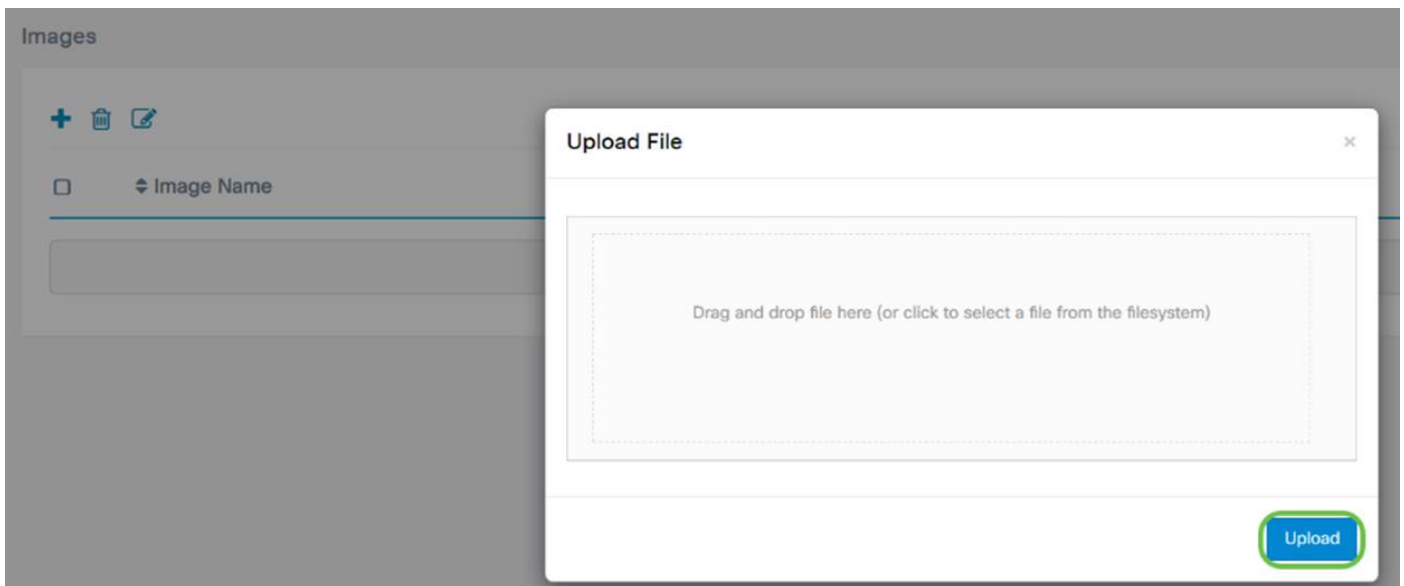 Images
Upload File
Image Name
Drag and drop file here (or click to select a file from the filesystem)
Upload